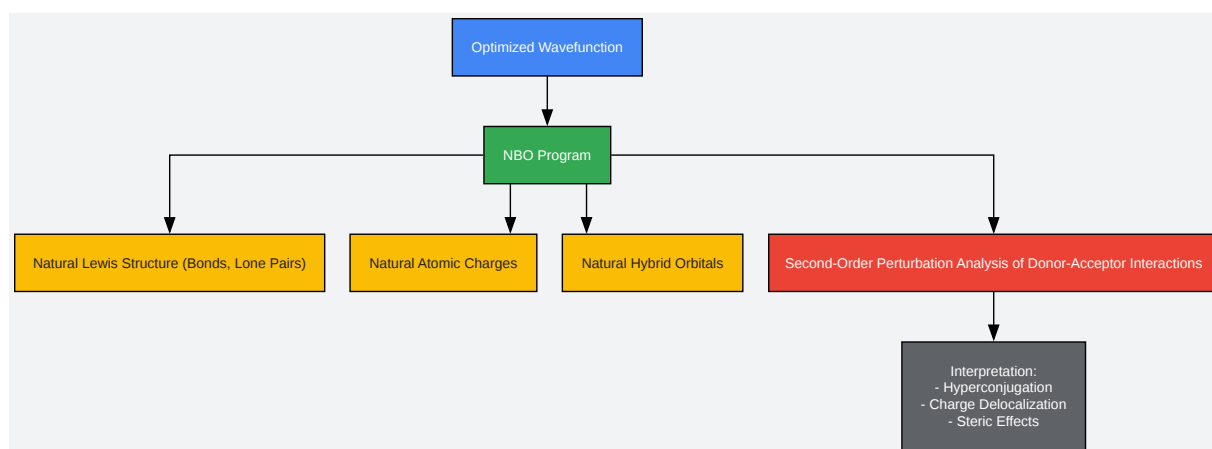 Optimized Wavefunction
NBO Program
Natural Lewis Structure (Bonds, Lone Pairs)
Natural Atomic Charges
Natural Hybrid Orbitals
Second-Order Perturbation Analysis of Donor-Acceptor Interactions
Interpretation:
- Hyperconjugation
- Charge Delocalization
- Steric Effects